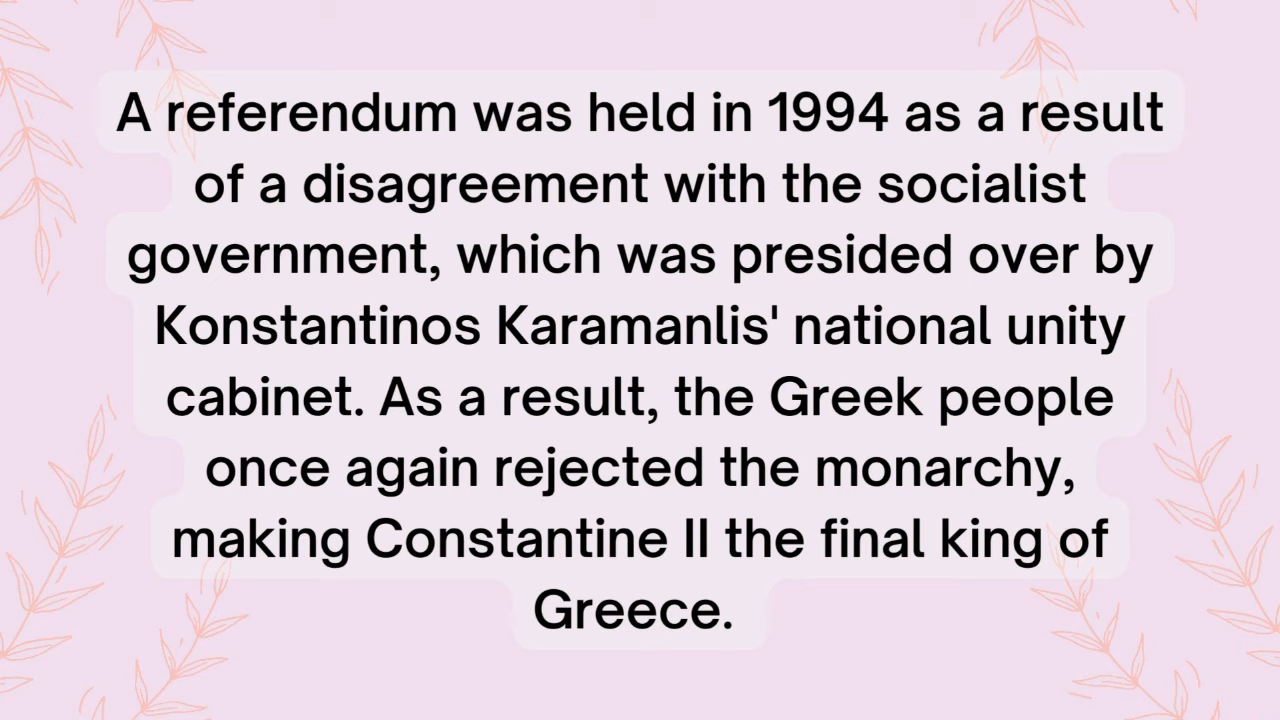 A referendum was held in 1994 as a result
of a disagreement with the socialist
government, which was presided over by
Konstantinos Karamanlis' national unity
cabinet. As a result, the Greek people
once again rejected the monarchy,
making Constantine II the final king of
Greece.